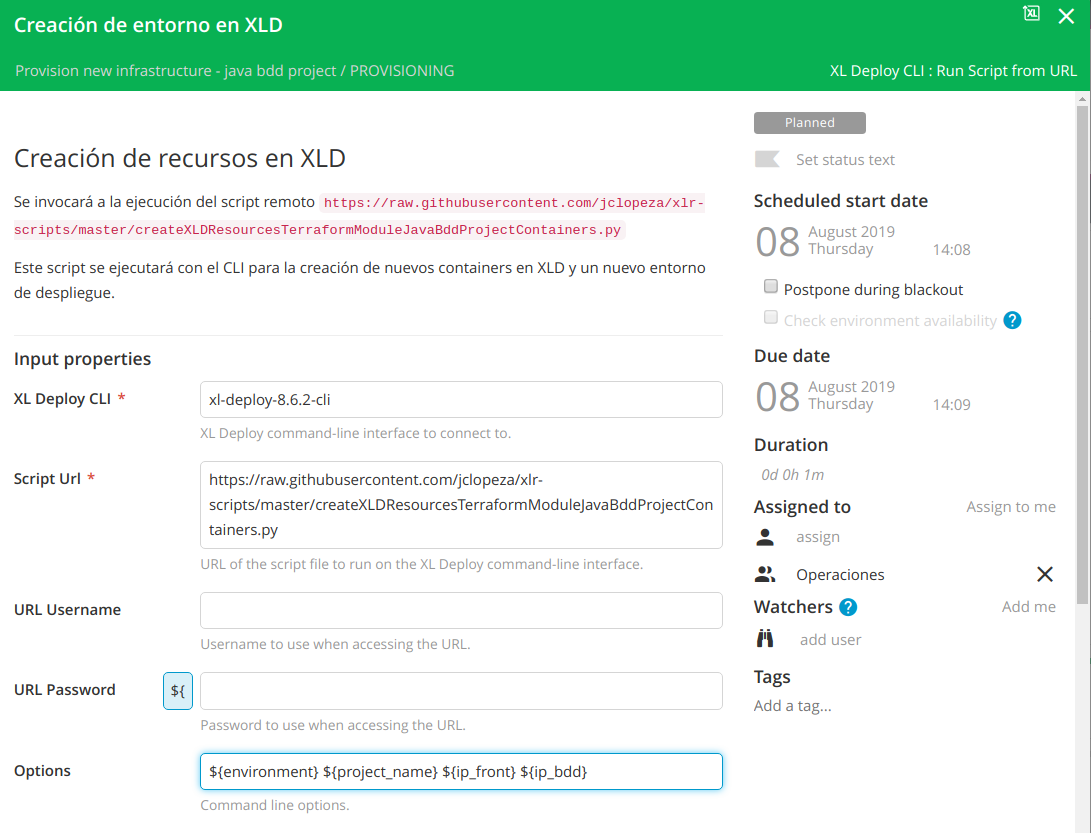 Creación de entorno en XLD
XL
Provision new infrastructure - java bdd project / PROVISIONING
XL Deploy CLI : Run Script from URL
Creación de recursos en XLD
Se invocará a la ejecución del script remoto https://raw.githubusercontent.com/jclopeza/xlr-
scripts/master/createXLDResourcesTerraformModuleJavaBddProjectContainers.py
Este script se ejecutará con el CLI para la creación de nuevos containers en XLD y un nuevo entorno
de despliegue.
Input properties
XL Deploy CLI *
xl-deploy-8.6.2-cli
XL Deploy command-line interface to connect to.
Script Url *
https://raw.githubusercontent.com/jclopeza/xlr-
scripts/master/createXLDResourcesTerraformModuleJavaBddProjectCon
tainers.py
URL of the script file to run on the XL Deploy command-line interface.
URL Username
Username to use when accessing the URL.
URL Password
${
Password to use when accessing the URL.
Options
${environment} ${project_name} ${ip_front} ${ip_bdd}
Command line options.
Planned
Set status text
Scheduled start date
08 August 2019
Thursday 14:08
Postpone during blackout
Check environment availability ?
Due date
08 August 2019
Thursday 14:09
Duration
0d 0h 1m
Assigned to Assign to me
assign
Operaciones
Watchers ? Add me
add user
Tags
Add a tag...